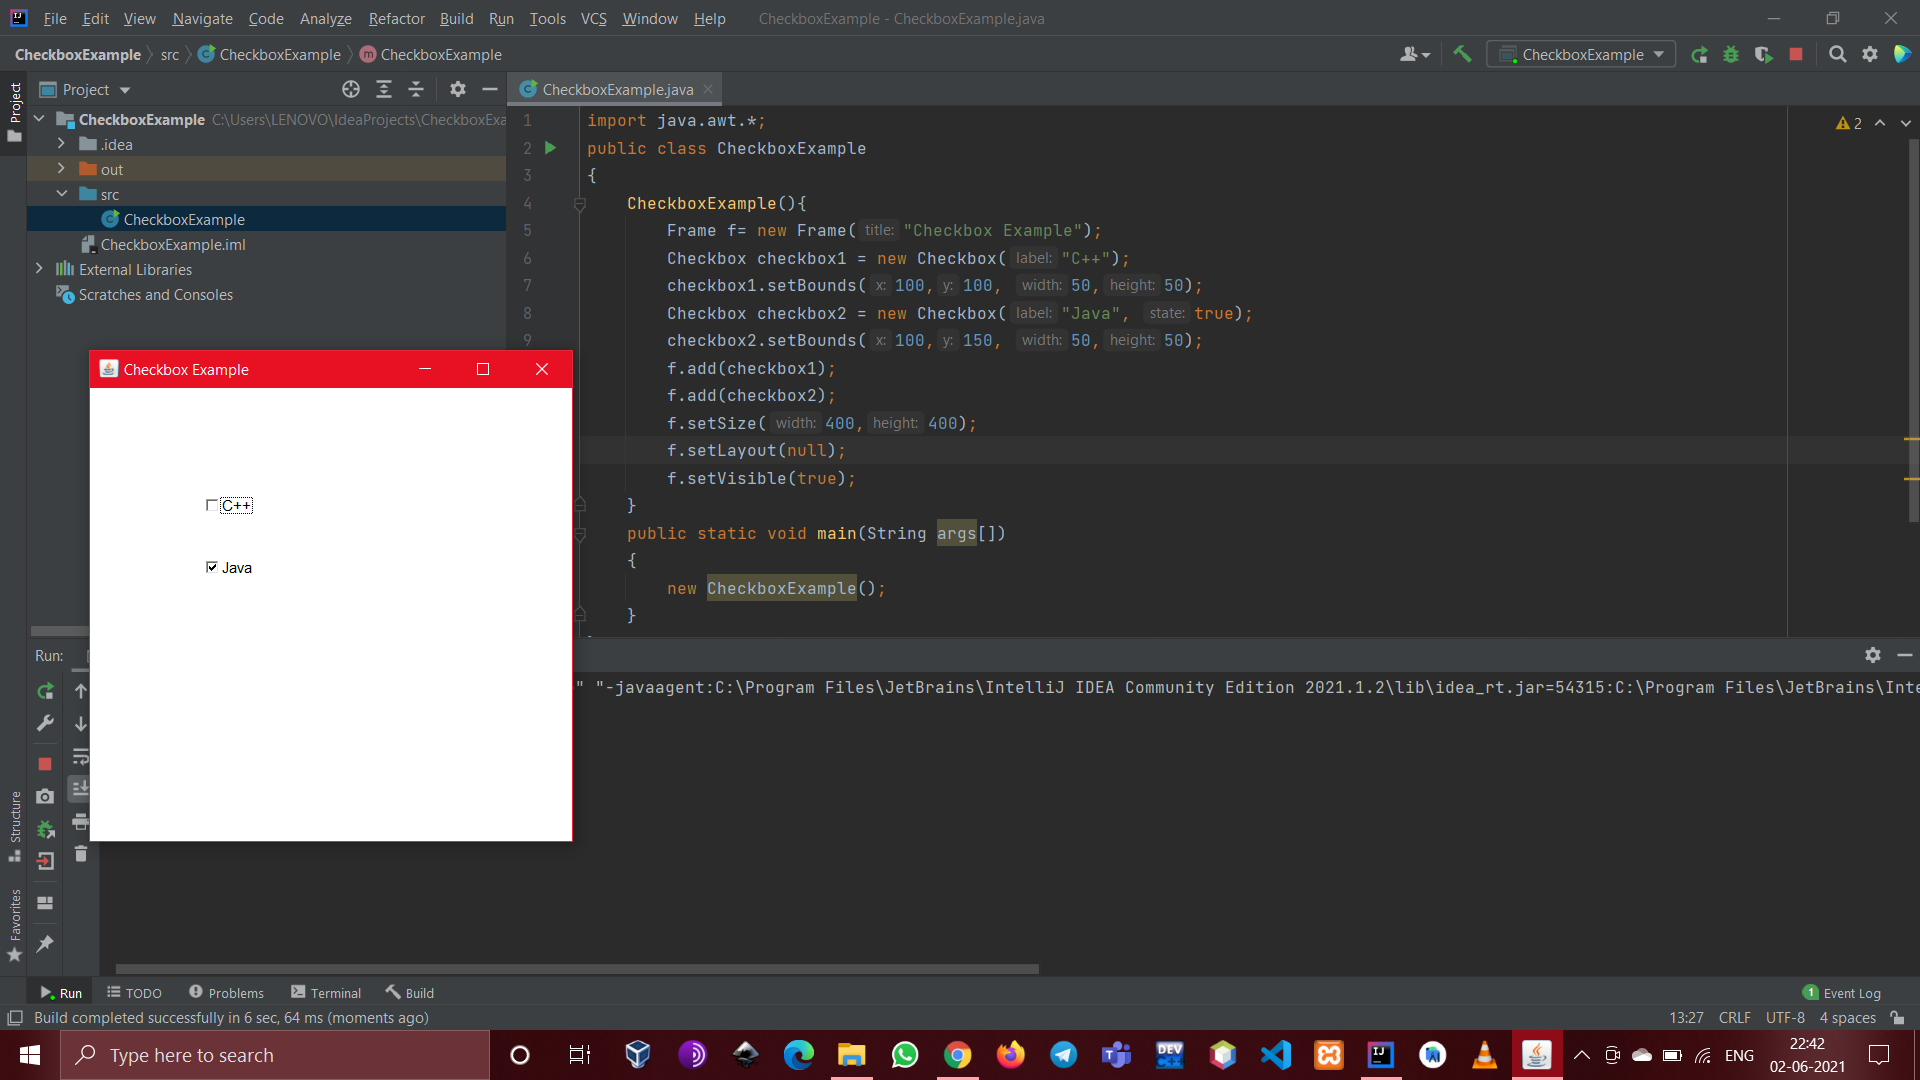 File Edit View Navigate Code Analyze Refactor Build Run Tools VCS Window Help CheckboxExample - CheckboxExample.java
CheckboxExample src CheckboxExample m CheckboxExample CheckboxExample
Project CheckboxExample.java
Project
CheckboxExample C:\Users\LENOVO\IdeaProjects\CheckboxExa
.idea
out
src
CheckboxExample
CheckboxExample.iml
External Libraries
Scratches and Consoles
2
1 import java.awt.*;
2 public class CheckboxExample
3 {
4 CheckboxExample(){
5 Frame f= new Frame( title: "Checkbox Example");
6 Checkbox checkbox1 = new Checkbox( label: "C++");
7 checkbox1.setBounds( x: 100, y: 100, width: 50, height: 50);
8 Checkbox checkbox2 = new Checkbox( label: "Java", state: true);
9 checkbox2.setBounds( x: 100, y: 150, width: 50, height: 50);
f.add(checkbox1);
f.add(checkbox2);
f.setSize( width: 400, height: 400);
f.setLayout(null);
f.setVisible(true);
}
public static void main(String args[])
{
new CheckboxExample();
}
Checkbox Example
C++
Java
Run:
" "-javaagent:C:\Program Files\JetBrains\IntelliJ IDEA Community Edition 2021.1.2\lib\idea_rt.jar=54315:C:\Program Files\JetBrains\Inte
Structure
Favorites
Run TODO Problems Terminal Build 1 Event Log
Build completed successfully in 6 sec, 64 ms (moments ago) 13:27 CRLF UTF-8 4 spaces
Type here to search DEV C++ IJ ENG 22:42
02-06-2021